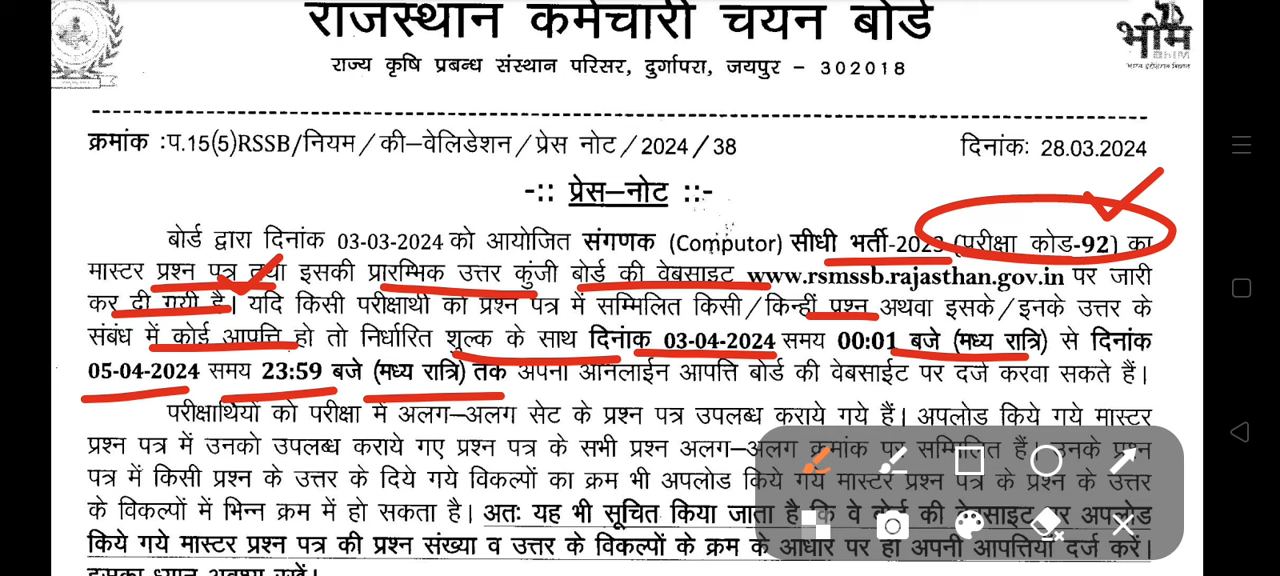 राजस्थान कर्मचारी चयन बोर्ड
भीम
BHIM
राज्य कृषि प्रबन्ध संस्थान परिसर, दुर्गापरा, जयपुर - 302018
क्रमांक :प.15(5)RSSB/नियम/की–वेलिडेशन/प्रेस नोट/2024/38
दिनांक: 28.03.2024
-:: प्रेस–नोट ::-
बोर्ड द्वारा दिनांक 03-03-2024 को आयोजित संगणक (Computor) सीधी भर्ती-2023 (परीक्षा कोड-92) का
मास्टर प्रश्न पत्र तथा इसकी प्रारम्भिक उत्तर कुंजी बोर्ड की वेबसाइट www.rsmssb.rajasthan.gov.in पर जारी
कर दी गयी है। यदि किसी परीक्षार्थी को प्रश्न पत्र में सम्मिलित किसी/किन्हीं प्रश्न अथवा इसके/इनके उत्तर के
संबंध में कोई आपत्ति हो तो निर्धारित शुल्क के साथ दिनांक 03-04-2024 समय 00:01 बजे (मध्य रात्रि) से दिनांक
05-04-2024 समय 23:59 बजे (मध्य रात्रि) तक अपनी ऑनलाईन आपत्ति बोर्ड की वेबसाईट पर दर्ज करवा सकते हैं।
परीक्षार्थियों को परीक्षा में अलग–अलग सेट के प्रश्न पत्र उपलब्ध कराये गये हैं। अपलोड किये गये मास्टर
प्रश्न पत्र में उनको उपलब्ध कराये गए प्रश्न पत्र के सभी प्रश्न अलग–अलग क्रमांक पर सम्मिलित हैं। उनके प्रश्न
पत्र में किसी प्रश्न के उत्तर के दिये गये विकल्पों का क्रम भी अपलोड किये गये मास्टर प्रश्न पत्र के प्रश्न के उत्तर
के विकल्पों में भिन्न क्रम में हो सकता है। अतः यह भी सूचित किया जाता है कि वे बोर्ड की वेबसाइट पर अपलोड
किये गये मास्टर प्रश्न पत्र की प्रश्न संख्या व उत्तर के विकल्पों के क्रम के आधार पर ही अपनी आपत्तिया दर्ज करें।
इसका ध्यान अवश्य रखें।